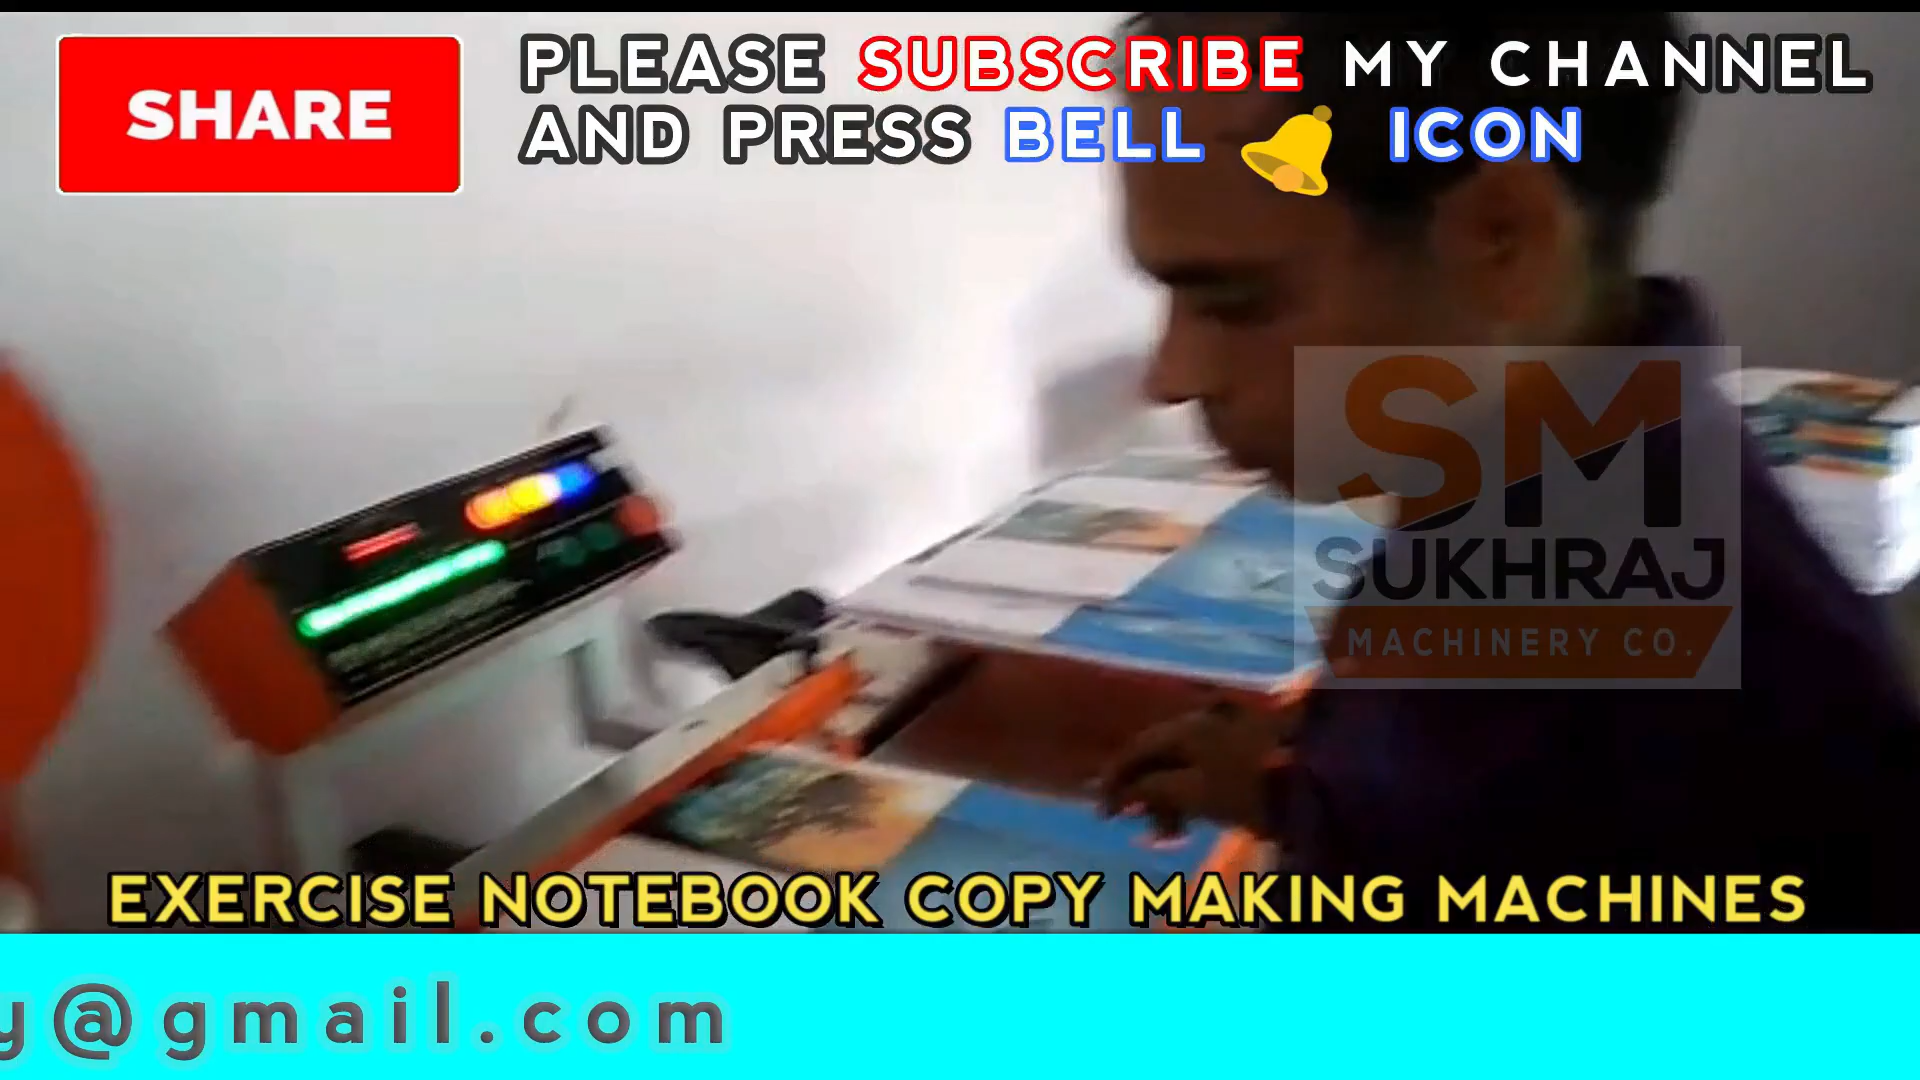 SHARE
PLEASE SUBSCRIBE MY CHANNEL
AND PRESS BELL ICON
SM
SUKHRAJ
MACHINERY CO.
EXERCISE NOTEBOOK COPY MAKING MACHINES
y@gmail.com